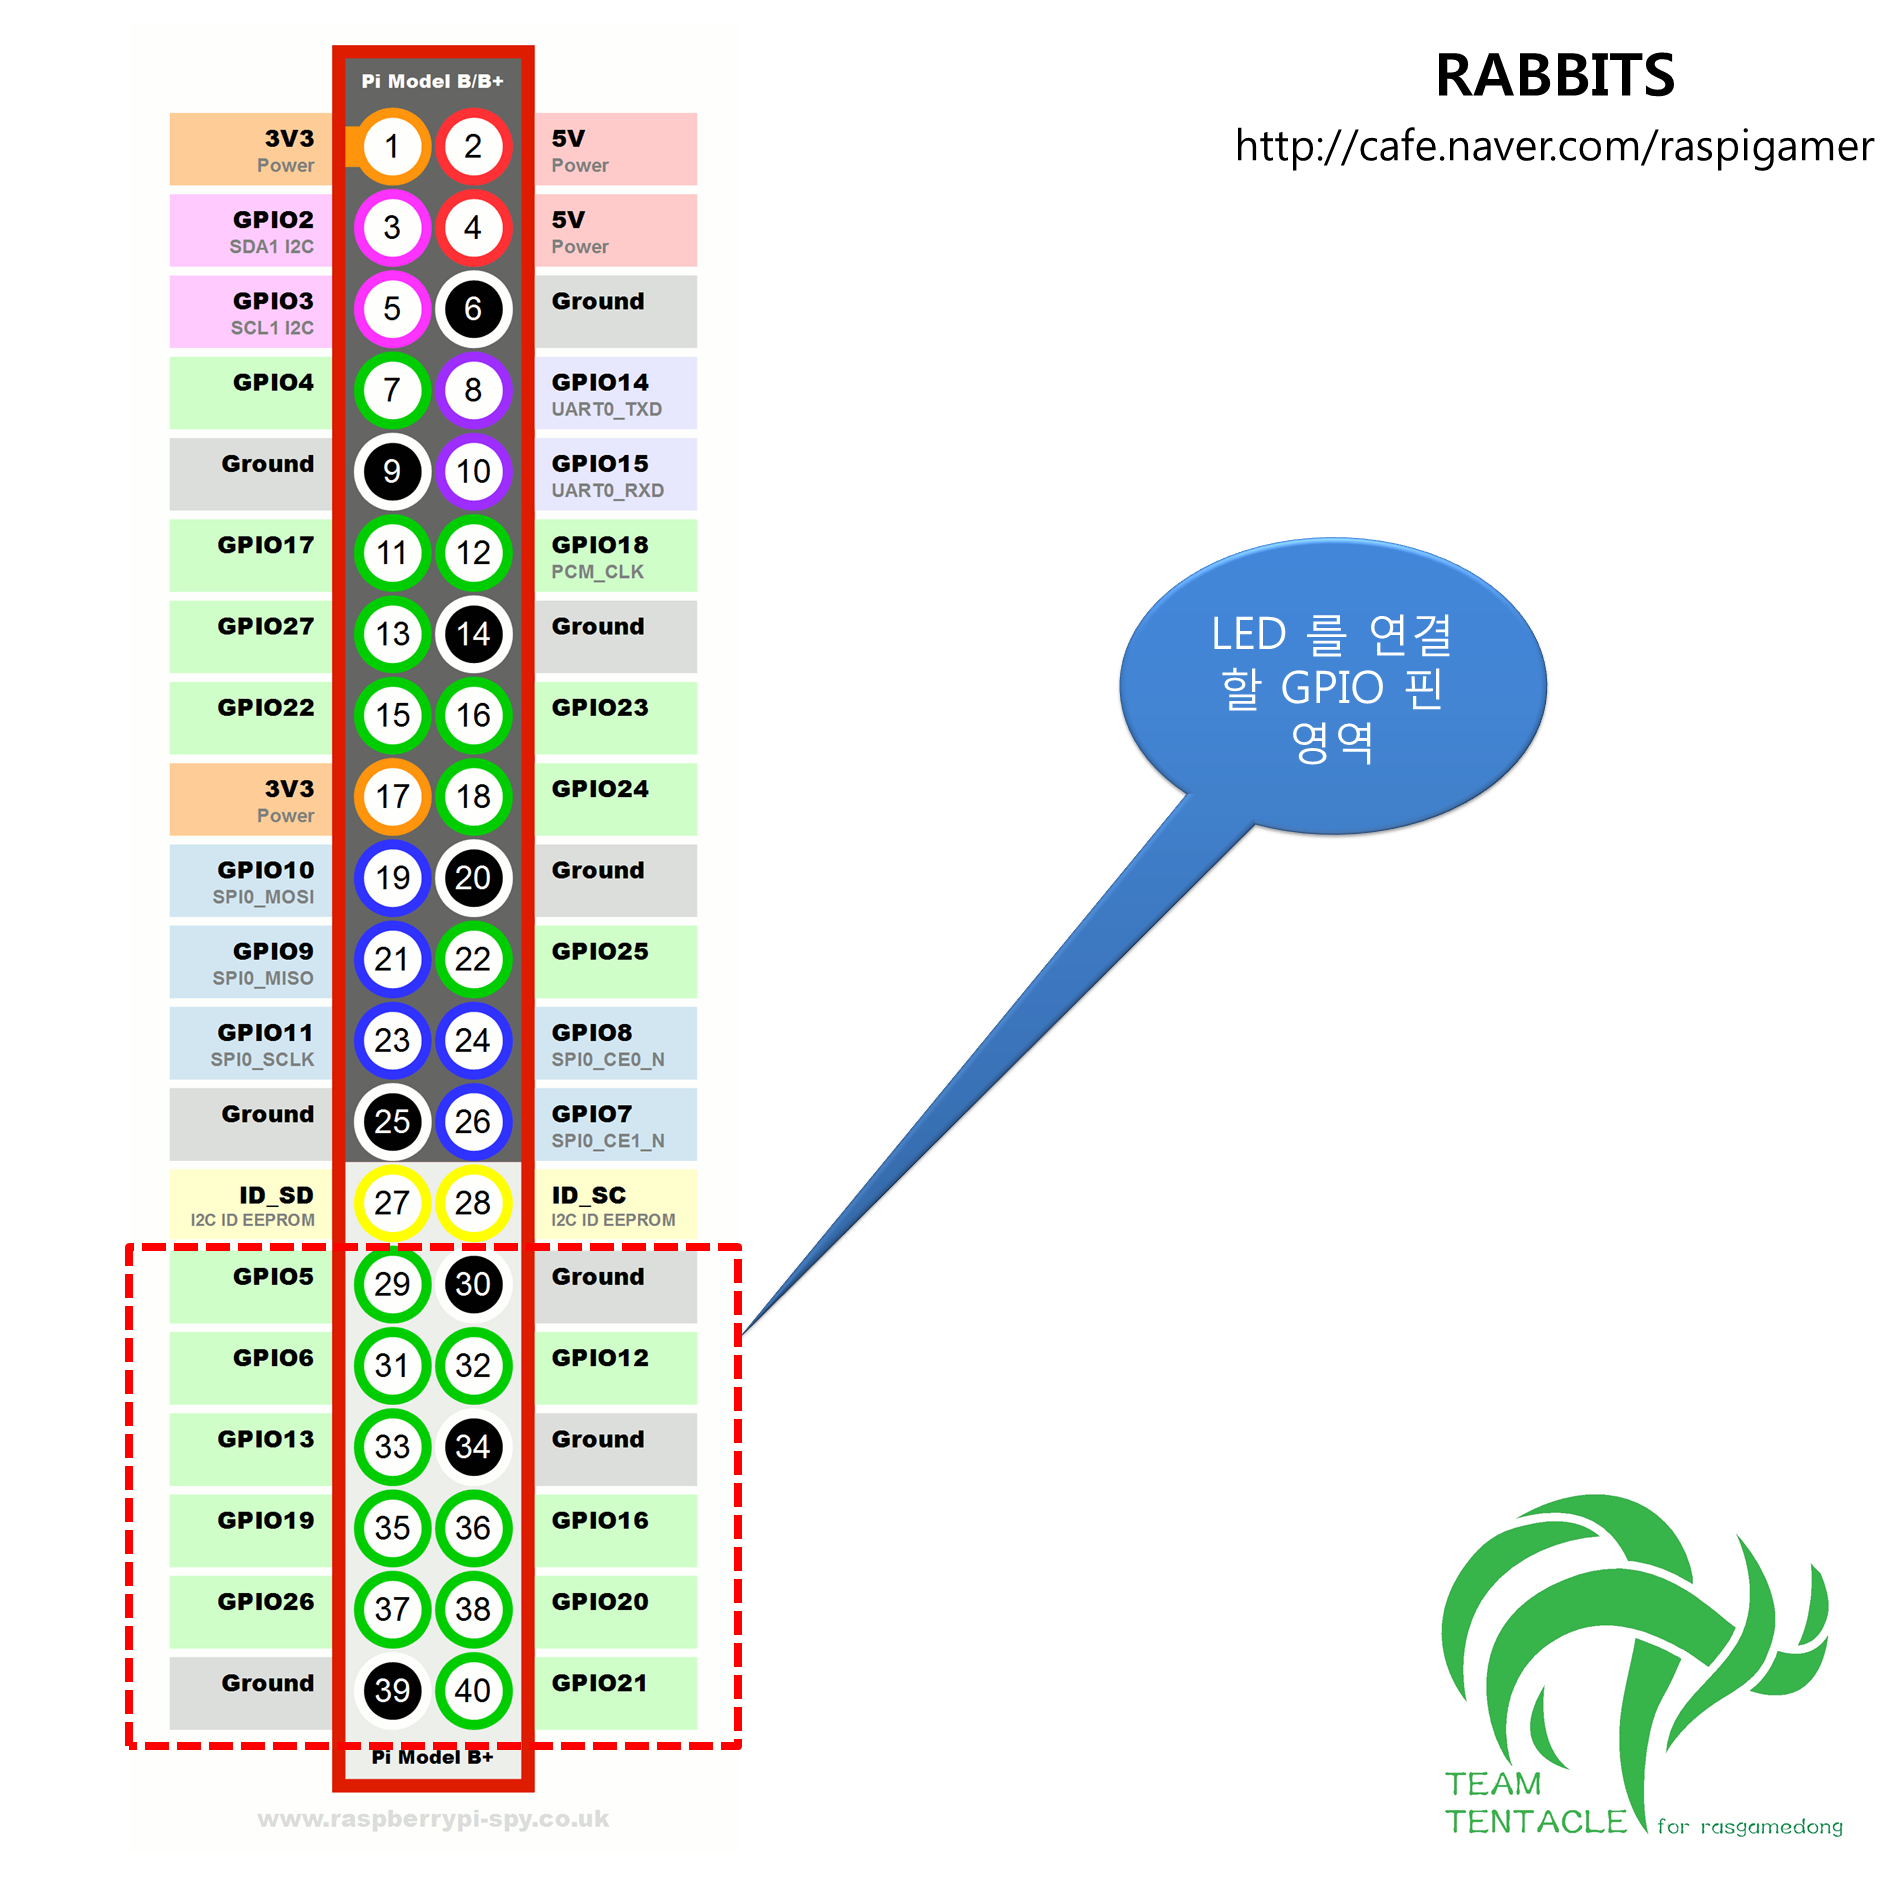 RABBITS
http://cafe.naver.com/raspigamer
Pi Model B/B+
3V3 Power 1 2 5V Power
GPIO2 SDA1 I2C 3 4 5V Power
GPIO3 SCL1 I2C 5 6 Ground
GPIO4 7 8 GPIO14 UART0_TXD
Ground 9 10 GPIO15 UART0_RXD
GPIO17 11 12 GPIO18 PCM_CLK
GPIO27 13 14 Ground
GPIO22 15 16 GPIO23
3V3 Power 17 18 GPIO24
GPIO10 SPI0_MOSI 19 20 Ground
GPIO9 SPI0_MISO 21 22 GPIO25
GPIO11 SPI0_SCLK 23 24 GPIO8 SPI0_CE0_N
Ground 25 26 GPIO7 SPI0_CE1_N
ID_SD I2C ID EEPROM 27 28 ID_SC I2C ID EEPROM
GPIO5 29 30 Ground
GPIO6 31 32 GPIO12
GPIO13 33 34 Ground
GPIO19 35 36 GPIO16
GPIO26 37 38 GPIO20
Ground 39 40 GPIO21
Pi Model B+
www.raspberrypi-spy.co.uk
LED 를 연결
할 GPIO 핀
영역
TEAM
TENTACLE for rasgamedong